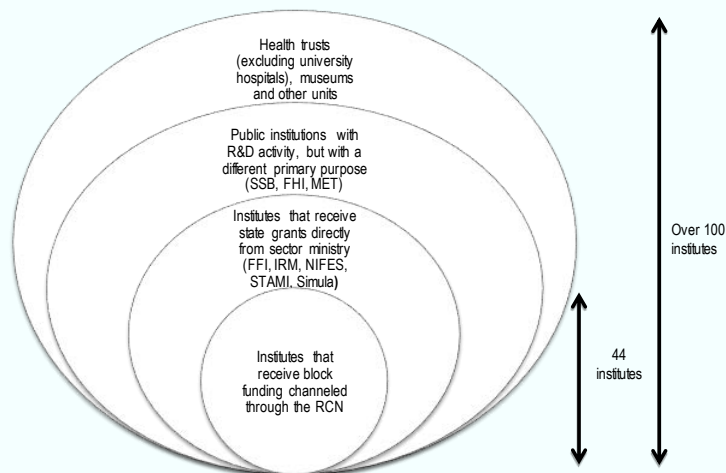 Health trusts
(excluding university
hospitals), museums
and other units
Public institutions with
R&D activity, but with a
different primary purpose
(SSB, FHI, MET)
Institutes that receive
state grants directly
from sector ministry
(FFI, IRM, NIFES,
STAMI, Simula)
Institutes that
receive block
funding channeled
through the RCN
Over 100
institutes
44
institutes